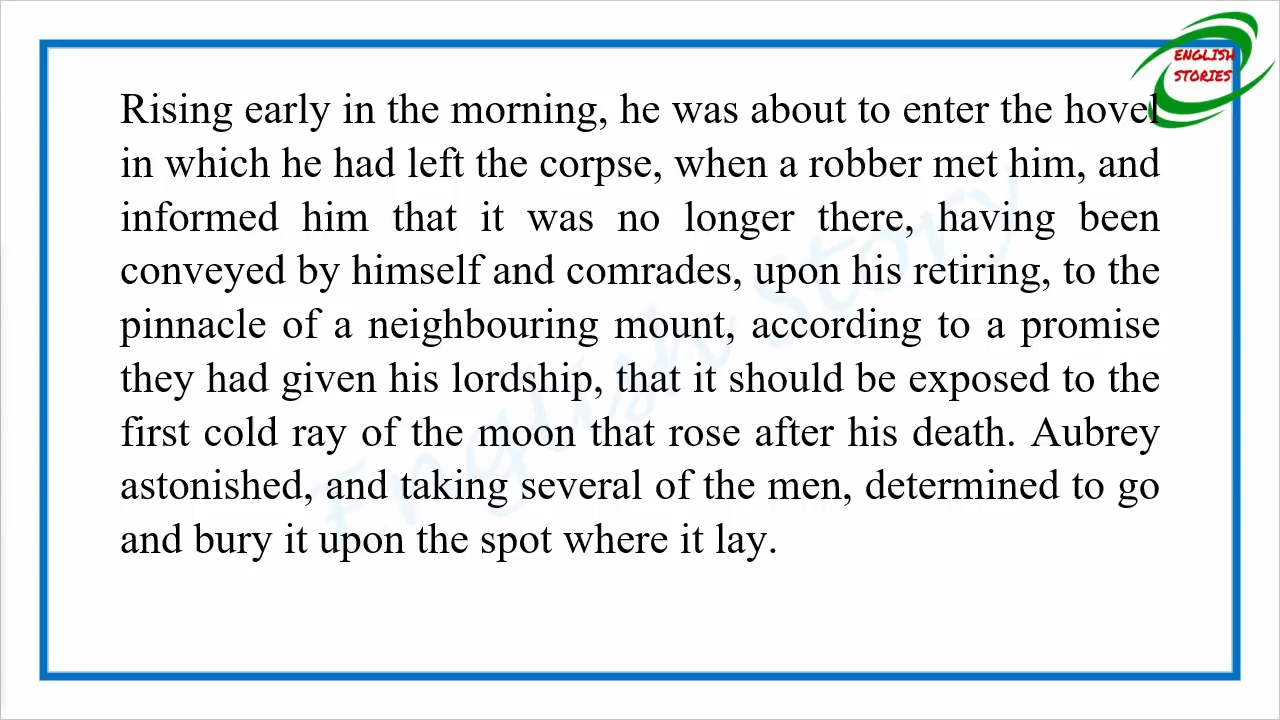 ENGLISH
STORIES
Rising early in the morning, he was about to enter the hovel
in which he had left the corpse, when a robber met him, and
informed him that it was no longer there, having been
conveyed by himself and comrades, upon his retiring, to the
pinnacle of a neighbouring mount, according to a promise
they had given his lordship, that it should be exposed to the
first cold ray of the moon that rose after his death. Aubrey
astonished, and taking several of the men, determined to go
and bury it upon the spot where it lay.
English Story